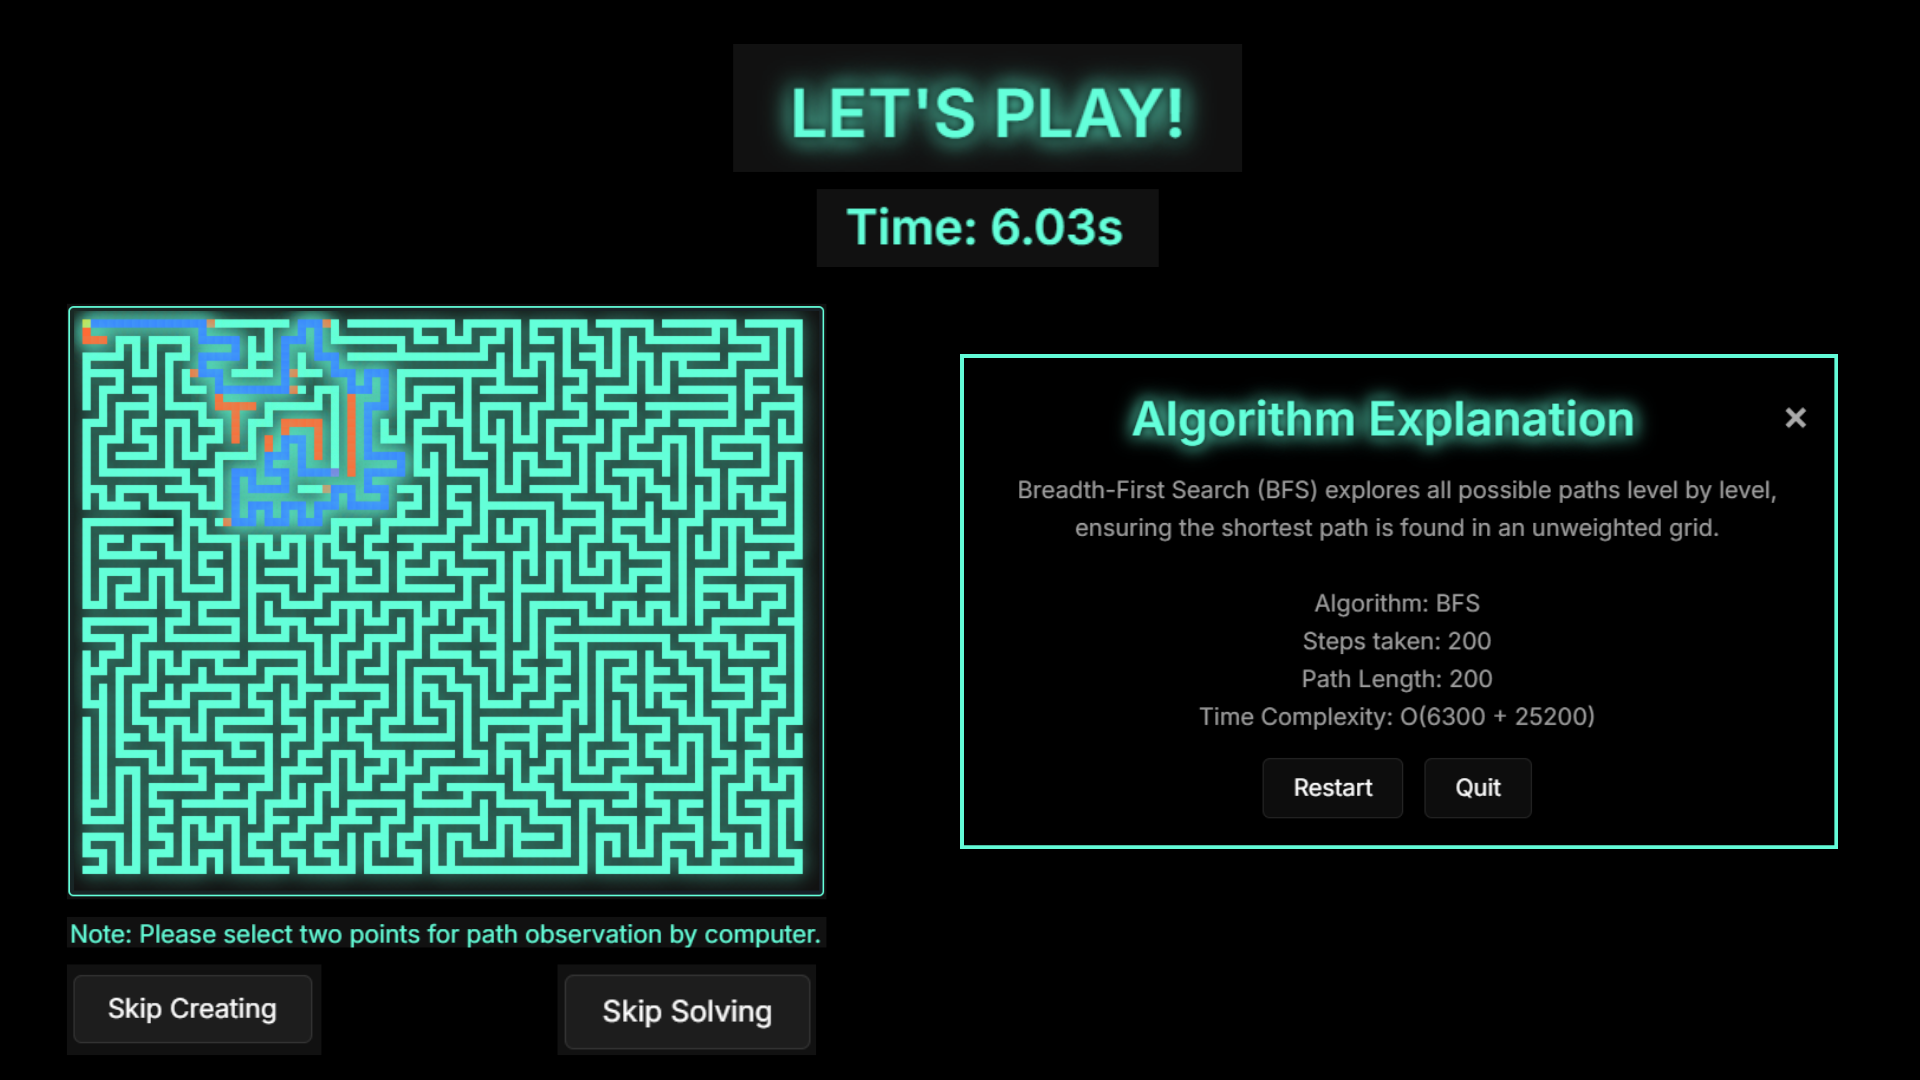 LET'S PLAY!
Time: 6.03s
Algorithm Explanation
×
Breadth-First Search (BFS) explores all possible paths level by level,
ensuring the shortest path is found in an unweighted grid.
Algorithm: BFS
Steps taken: 200
Path Length: 200
Time Complexity: O(6300 + 25200)
Restart
Quit
Note: Please select two points for path observation by computer.
Skip Creating
Skip Solving